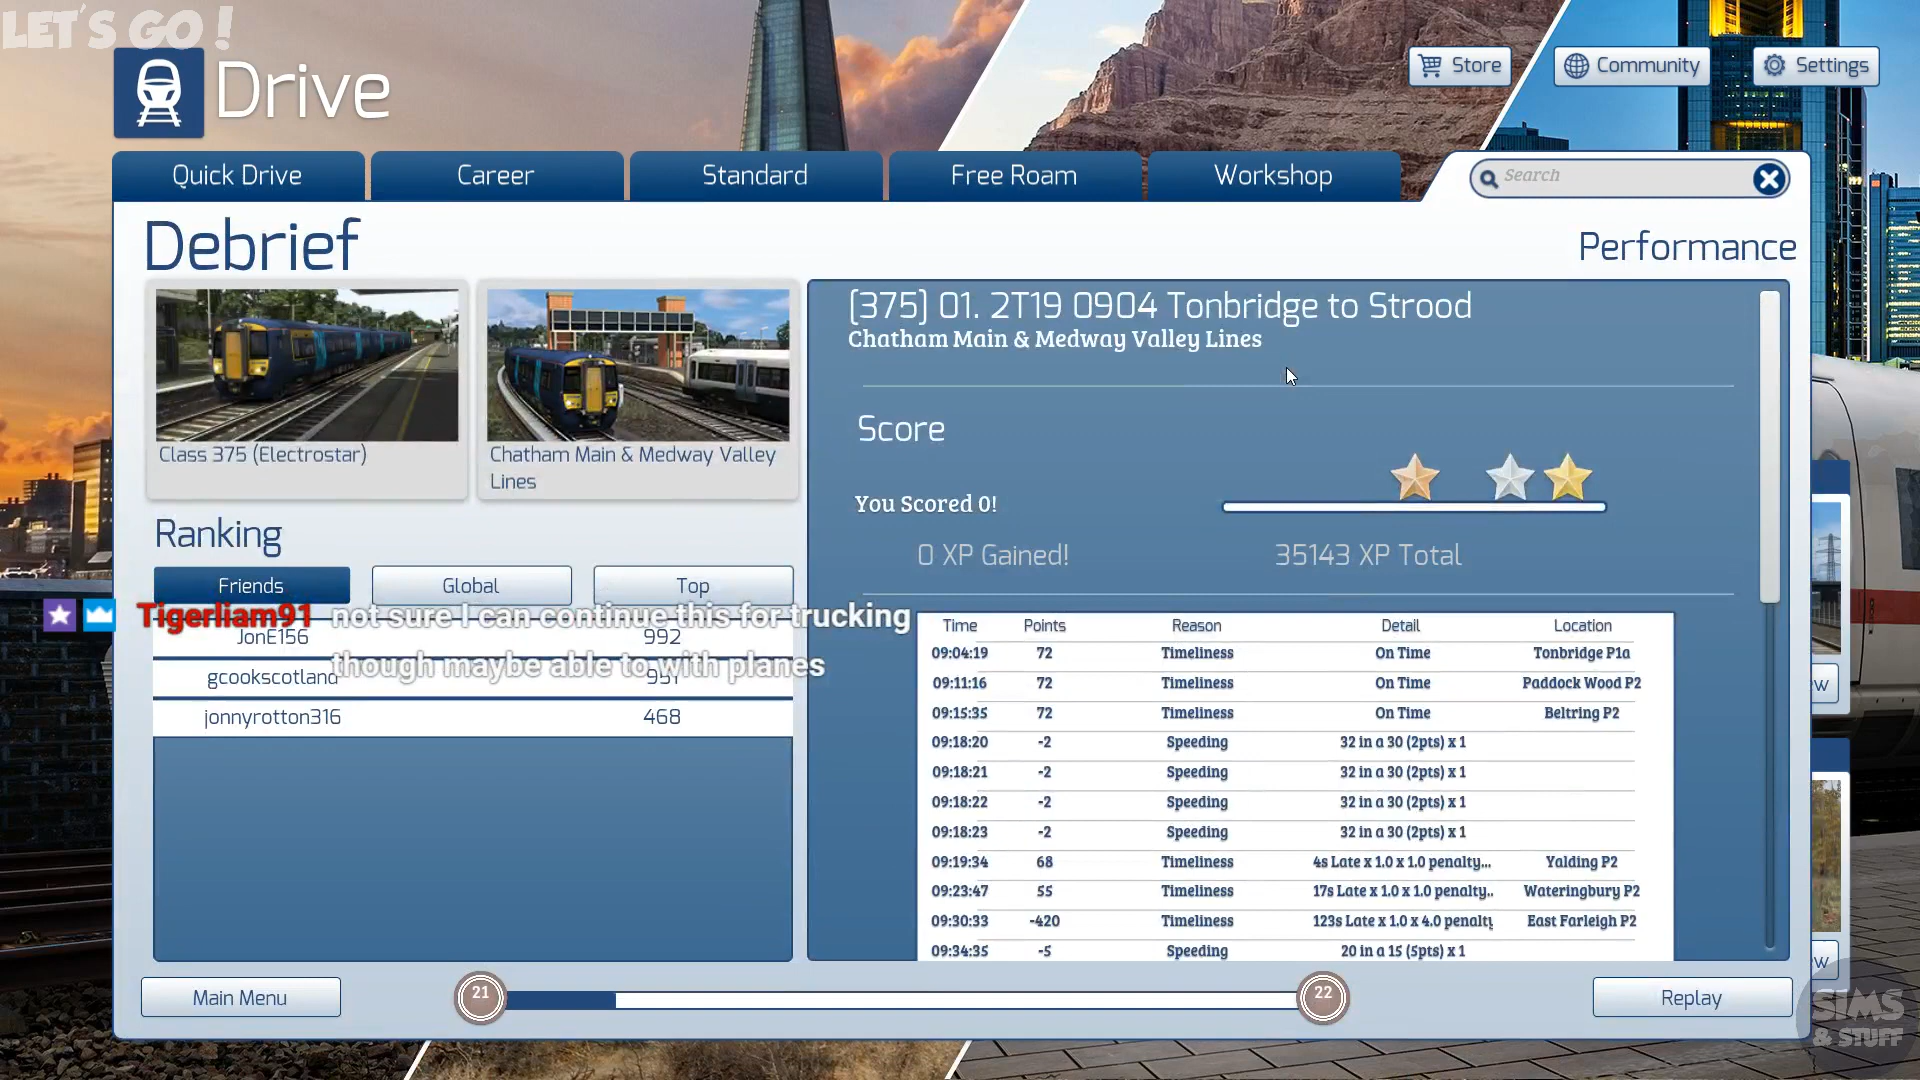 LET'S GO!
Drive
Store
Community
Settings
Quick Drive
Career
Standard
Free Roam
Workshop
Search
Debrief
Performance
Class 375 (Electrostar)
Chatham Main & Medway Valley
Lines
[375] 01. 2T19 0904 Tonbridge to Strood
Chatham Main & Medway Valley Lines
Score
You Scored 0!
0 XP Gained!
35143 XP Total
Ranking
Friends
Global
Top
Tigerliam91 not sure I can continue this for trucking
though maybe able to with planes
JonE156 992
gcookscotland
jonnyrotton316 468
Time Points Reason Detail Location
09:04:19 72 Timeliness On Time Tonbridge P1a
09:11:16 72 Timeliness On Time Paddock Wood P2
09:15:35 72 Timeliness On Time Beltring P2
09:18:20 -2 Speeding 32 in a 30 (2pts) x 1
09:18:21 -2 Speeding 32 in a 30 (2pts) x 1
09:18:22 -2 Speeding 32 in a 30 (2pts) x 1
09:18:23 -2 Speeding 32 in a 30 (2pts) x 1
09:19:34 68 Timeliness 4s Late x 1.0 x 1.0 penalty... Yalding P2
09:23:47 55 Timeliness 17s Late x 1.0 x 1.0 penalty.. Wateringbury P2
09:30:33 -420 Timeliness 123s Late x 1.0 x 4.0 penalty East Farleigh P2
09:34:35 -5 Speeding 20 in a 15 (5pts) x 1
Main Menu
21
22
Replay
SIMS
& STUFF